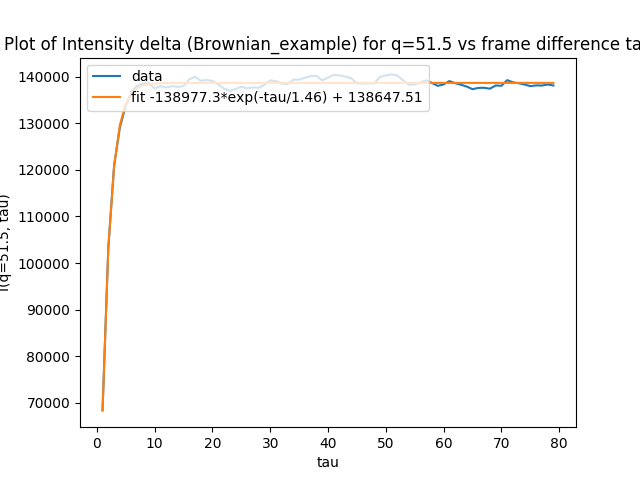 Plot of Intensity delta (Brownian_example) for q=51.5 vs frame difference ta
data
fit -138977.3*exp(-tau/1.46) + 138647.51
I(q=51.5, tau)
140000
130000
120000
110000
100000
90000
80000
70000
0 10 20 30 40 50 60 70 80
tau